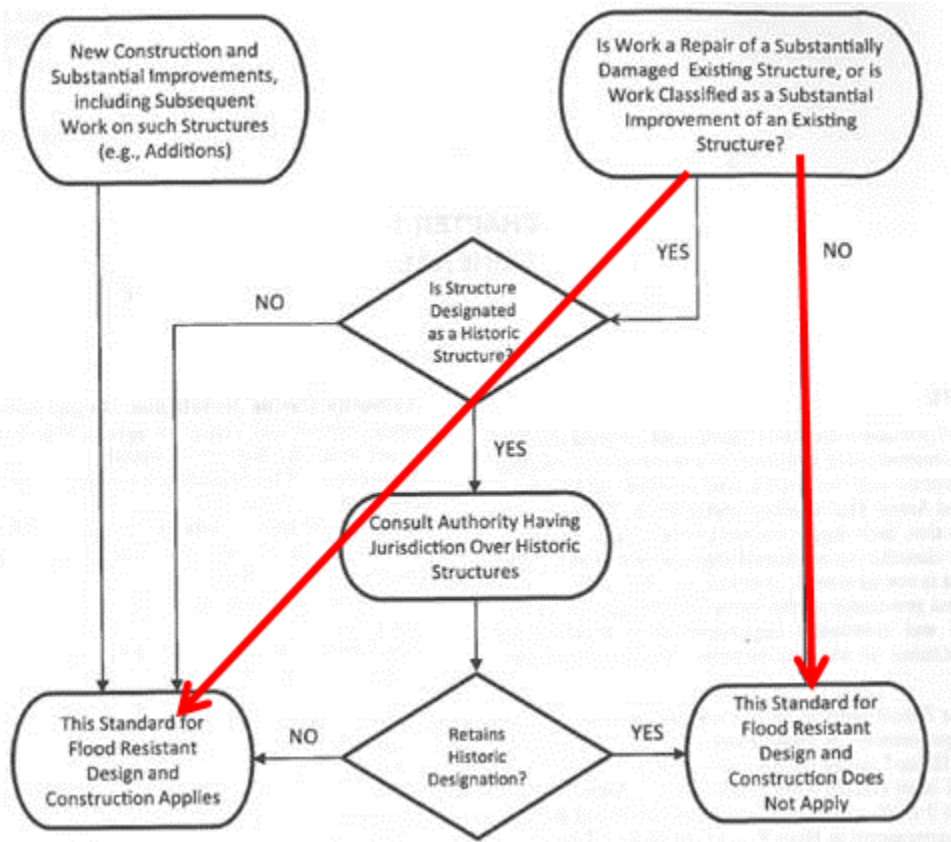 New Construction and
Substantial Improvements,
including Subsequent
Work on such Structures
(e.g., Additions)
Is Work a Repair of a Substantially
Damaged Existing Structure, or is
Work Classified as a Substantial
Improvement of an Existing
Structure?
YES
NO
NO
Is Structure
Designated
as a Historic
Structure?
YES
Consult Authority Having
Jurisdiction Over Historic
Structures
This Standard for
Flood Resistant
Design and
Construction Applies
NO
Retains
Historic
Designation?
YES
This Standard for
Flood Resistant
Design and
Construction Does
Not Apply